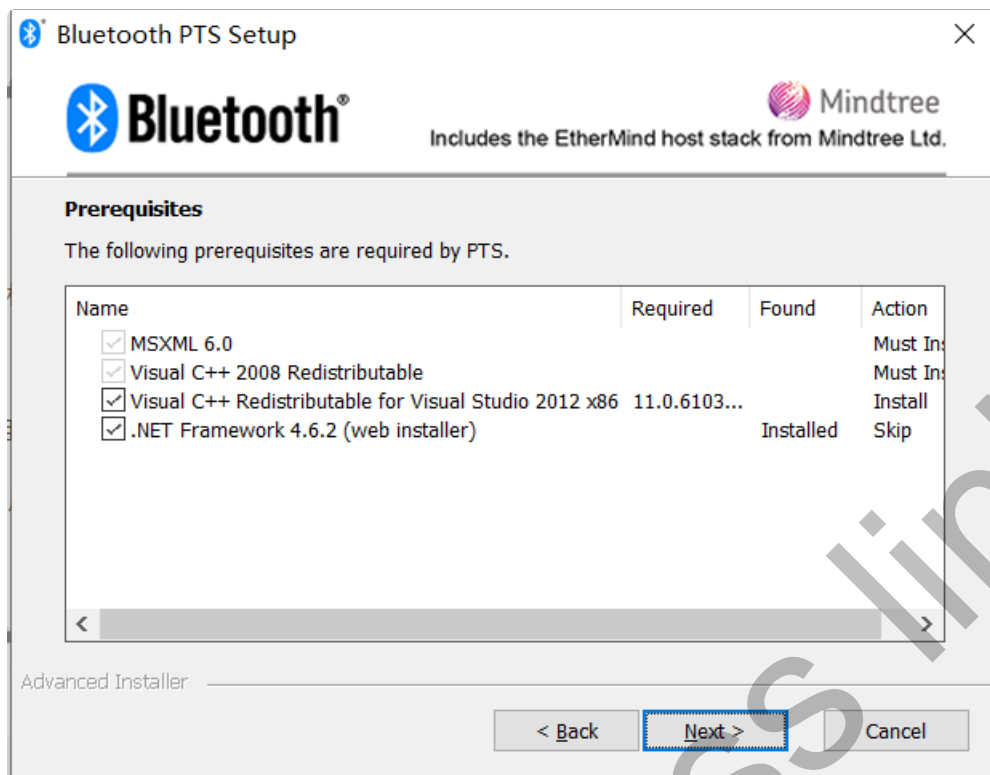 Bluetooth PTS Setup
Bluetooth®
Mindtree
Includes the EtherMind host stack from Mindtree Ltd.
Prerequisites
The following prerequisites are required by PTS.
Name Required Found Action
MSXML 6.0 Must Ins
Visual C++ 2008 Redistributable Must Ins
Visual C++ Redistributable for Visual Studio 2012 x86 11.0.6103... Install
.NET Framework 4.6.2 (web installer) Installed Skip
Advanced Installer
< Back Next > Cancel